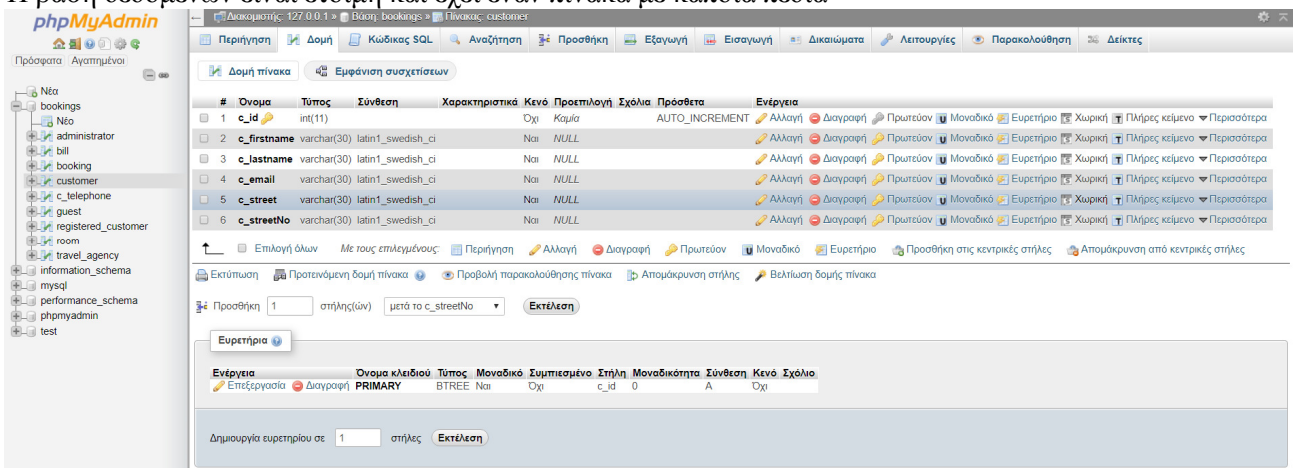 Η βάση δεδομένων είναι έτοιμη και έχει έναν πίνακα με κάποια πεδία
phpMyAdmin
Πρόσφατα Αγαπημένοι
Νέα
bookings
Νέο
administrator
bill
booking
customer
c_telephone
guest
registered_customer
room
travel_agency
information_schema
mysql
performance_schema
phpmyadmin
test
Διακομιστής: 127.0.0.1 » Βάση: bookings » Πίνακας: customer
Περιήγηση Δομή Κώδικας SQL Αναζήτηση Προσθήκη Εξαγωγή Εισαγωγή Δικαιώματα Λειτουργίες Παρακολούθηση Δείκτες
Δομή πίνακα Εμφάνιση συσχετίσεων
# Όνομα Τύπος Σύνθεση Χαρακτηριστικά Κενό Προεπιλογή Σχόλια Πρόσθετα Ενέργεια
1 c_id int(11) Όχι Καμία AUTO_INCREMENT Αλλαγή Διαγραφή Πρωτεύον Μοναδικό Ευρετήριο Χωρική Πλήρες κείμενο Περισσότερα
2 c_firstname varchar(30) latin1_swedish_ci Ναι NULL Αλλαγή Διαγραφή Πρωτεύον Μοναδικό Ευρετήριο Χωρική Πλήρες κείμενο Περισσότερα
3 c_lastname varchar(30) latin1_swedish_ci Ναι NULL Αλλαγή Διαγραφή Πρωτεύον Μοναδικό Ευρετήριο Χωρική Πλήρες κείμενο Περισσότερα
4 c_email varchar(30) latin1_swedish_ci Ναι NULL Αλλαγή Διαγραφή Πρωτεύον Μοναδικό Ευρετήριο Χωρική Πλήρες κείμενο Περισσότερα
5 c_street varchar(30) latin1_swedish_ci Ναι NULL Αλλαγή Διαγραφή Πρωτεύον Μοναδικό Ευρετήριο Χωρική Πλήρες κείμενο Περισσότερα
6 c_streetNo varchar(30) latin1_swedish_ci Ναι NULL Αλλαγή Διαγραφή Πρωτεύον Μοναδικό Ευρετήριο Χωρική Πλήρες κείμενο Περισσότερα
Επιλογή όλων Με τους επιλεγμένους: Περιήγηση Αλλαγή Διαγραφή Πρωτεύον Μοναδικό Ευρετήριο Προσθήκη στις κεντρικές στήλες Απομάκρυνση από κεντρικές στήλες
Εκτύπωση Προτεινόμενη δομή πίνακα Προβολή παρακολούθησης πίνακα Απομάκρυνση στήλης Βελτίωση δομής πίνακα
Προσθήκη 1 στήλης(ών) μετά το c_streetNo Εκτέλεση
Ευρετήρια
Ενέργεια Όνομα κλειδιού Τύπος Μοναδικό Συμπιεσμένο Στήλη Μοναδικότητα Σύνθεση Κενό Σχόλιο
Επεξεργασία Διαγραφή PRIMARY BTREE Ναι Όχι c_id 0 A Όχι
Δημιουργία ευρετηρίου σε 1 στήλες Εκτέλεση